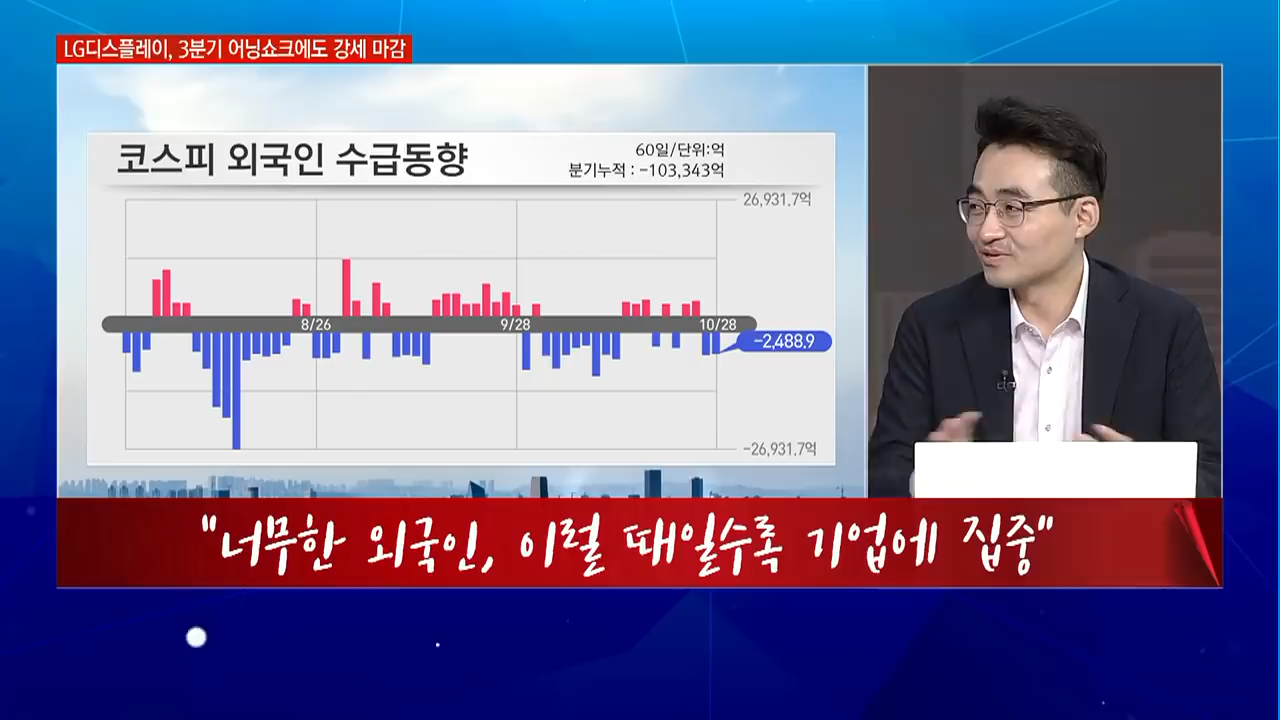 LG디스플레이, 3분기 어닝쇼크에도 강세 마감
코스피 외국인 수급동향
60일/단위:억
분기누적 : -103,343억
26,931.7억
8/26
9/28
10/28
-2,488.9
-26,931.7억
"너무한 외국인, 이럴 때일수록 기업에 집중"